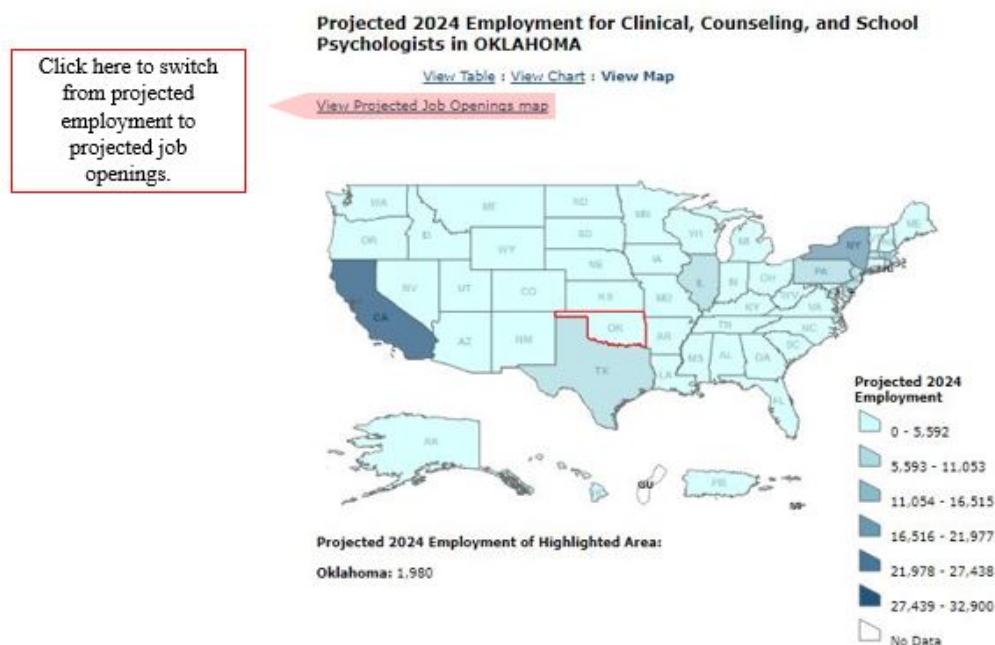 Projected 2024 Employment for Clinical, Counseling, and School
Psychologists in OKLAHOMA
Click here to switch
from projected
employment to
projected job
openings.
View Table : View Chart : View Map
View Projected Job Openings map
WA
MT
ND
MN
OR
ID
SD
WI
MI
ME
NY
WY
IA
NE
PA
NV
UT
CO
IL
IN
OH
KS
MO
WV
VA
KY
CA
AZ
NM
OK
AR
TN
NC
SC
TX
LA
MS
AL
GA
FL
AK
GU
PR
Projected 2024
Employment
0 - 5,592
5,593 - 11,053
11,054 - 16,515
16,516 - 21,977
21,978 - 27,438
27,439 - 32,900
No Data
Projected 2024 Employment of Highlighted Area:
Oklahoma: 1,980